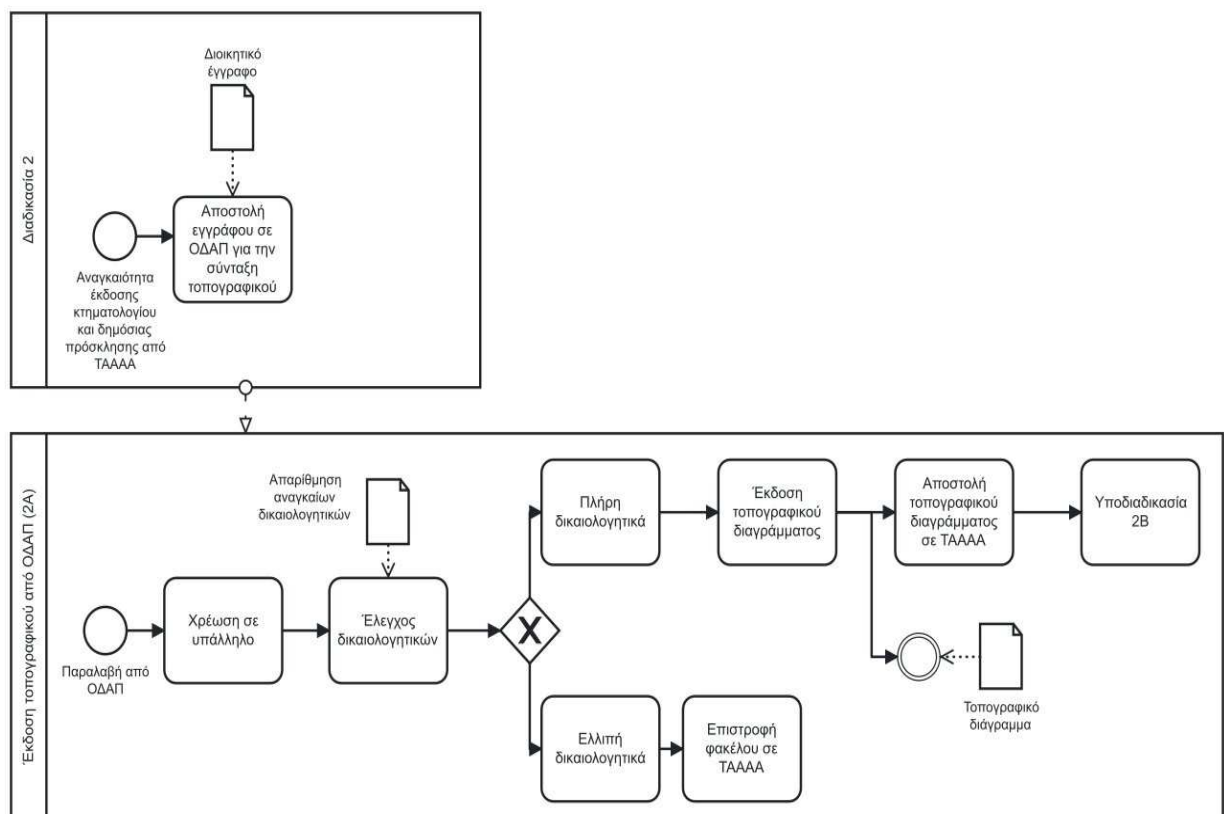 Διαδικασία 2
Διοικητικό
έγγραφο
Αποστολή
εγγράφου σε
ΟΔΑΠ για την
σύνταξη
τοπογραφικού
Αναγκαιότητα
έκδοσης
κτηματολογίου
και δημόσιας
πρόσκλησης από
ΤΑΑΑΑ
Έκδοση τοπογραφικού από ΟΔΑΠ (2Α)
Παραλαβή από
ΟΔΑΠ
Χρέωση σε
υπάλληλο
Απαρίθμηση
αναγκαίων
δικαιολογητικών
Έλεγχος
δικαιολογητικών
X
Πλήρη
δικαιολογητικά
Έκδοση
τοπογραφικού
διαγράμματος
Αποστολή
τοπογραφικού
διαγράμματος
σε ΤΑΑΑΑ
Υποδιαδικασία
2Β
Τοπογραφικό
διάγραμμα
Ελλιπή
δικαιολογητικά
Επιστροφή
φακέλου σε
ΤΑΑΑΑ